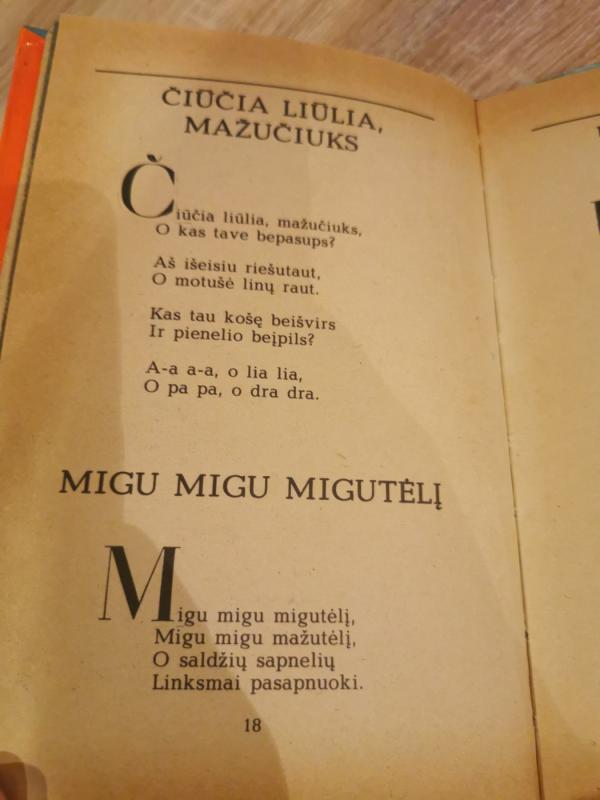 ČIŪČIA LIŪLIA,
MAŽUČIUKS
Čiūčia liūlia, mažučiuks,
O kas tave bepasups?
Aš išeisiu riešutaut,
O motušė linų raut.
Kas tau košę beišvirs
Ir pienelio beįpils?
A-a a-a, o lia lia,
O pa pa, o dra dra.
MIGU MIGU MIGUTĖLĮ
Migu migu migutėlį,
Migu migu mažutėlį,
O saldžių sapnelių
Linksmai pasapnuoki.
18